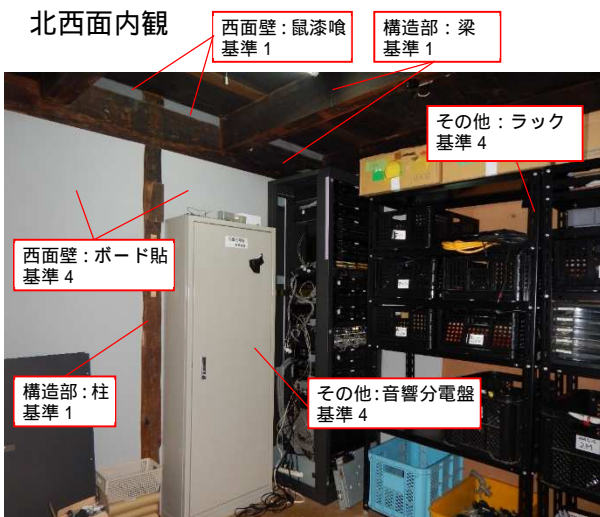 北西面内観
西面壁：鼠漆喰
基準1
構造部：梁
基準1
その他：ラック
基準4
西面壁：ボード貼
基準4
構造部：柱
基準1
その他：音響分電盤
基準4